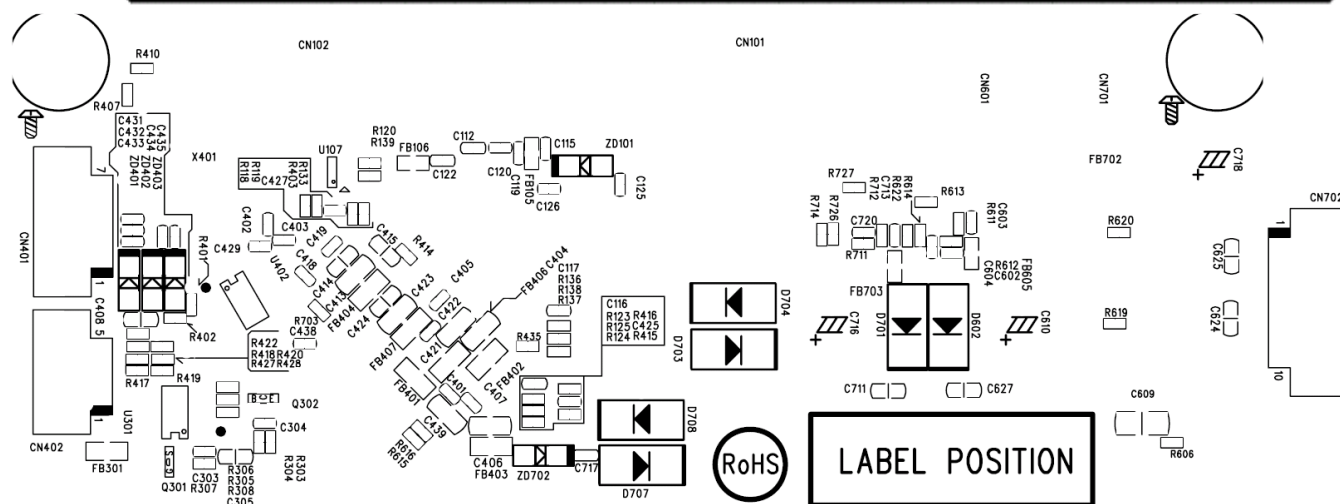 CN102
CN101
R410
R407
CN601
CN701
C431
C432
C433
C434
C435
ZD401
ZD402
ZD403
X401
R118
R119
C427
R403
R133
U107
R120
R139
FB106
C122
C112
C120
C119
FB105
C115
ZD101
C126
C125
FB702
C718
+
CN702
1
10
CN401
7
1
C408
5
CN402
1
R401
C429
C402
C403
U402
C418
C419
C415
R414
C414
C413
FB404
C424
C423
C405
C422
FB406
C404
R703
C438
FB407
C421
FB401
C401
C439
FB402
C407
R402
R422
R418
R420
R427
R428
R417
R419
U301
FB301
Q301
S
G
D
Q302
B
C
E
C304
C303
R307
R306
R305
R308
C305
R304
R303
R616
R615
C406
FB403
ZD702
C717
R435
C117
R136
R138
R137
C116
R123
R416
R125
C425
R124
R415
D704
D703
D708
D707
RoHS
LABEL POSITION
R727
R714
R726
R712
C713
R622
R614
R613
C720
R711
R611
C603
R612
C602
C604
FB605
FB703
D701
D602
C716
+
C610
+
C711
C627
R620
R619
C625
C624
C609
R606